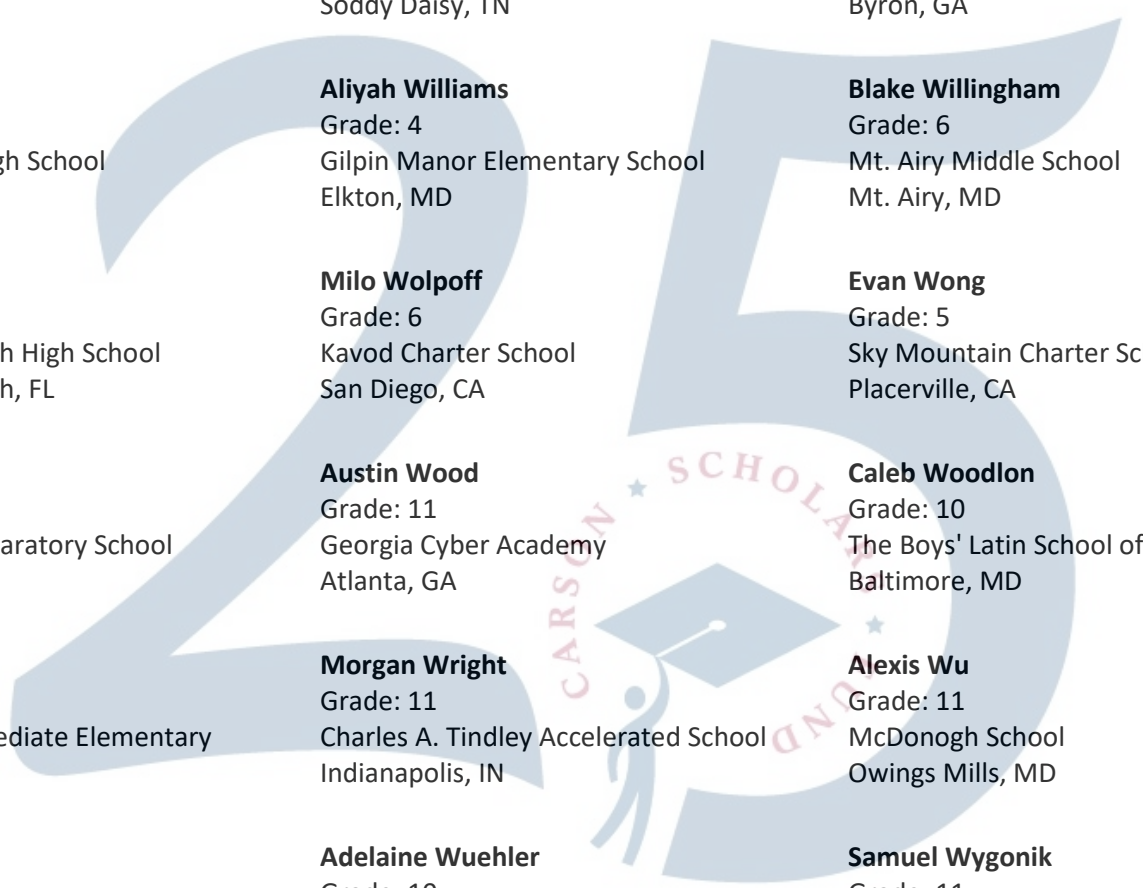 Soddy Daisy, TN
Byron, GA
Aliyah Williams
Grade: 4
Gilpin Manor Elementary School
Elkton, MD
Blake Willingham
Grade: 6
Mt. Airy Middle School
Mt. Airy, MD
gh School
Milo Wolpoff
Grade: 6
Kavod Charter School
San Diego, CA
Evan Wong
Grade: 5
Sky Mountain Charter Sc
Placerville, CA
h High School
h, FL
Austin Wood
Grade: 11
Georgia Cyber Academy
Atlanta, GA
Caleb Woodlon
Grade: 10
The Boys' Latin School of
Baltimore, MD
aratory School
Morgan Wright
Grade: 11
Charles A. Tindley Accelerated School
Indianapolis, IN
Alexis Wu
Grade: 11
McDonogh School
Owings Mills, MD
ediate Elementary
Adelaine Wuehler
Samuel Wygonik
25
CARSON ★ SCHOLARS ★ FUND